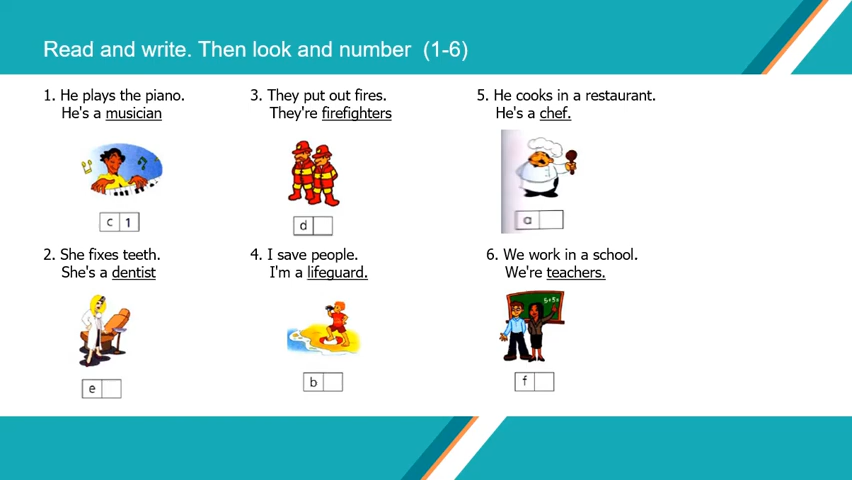 Read and write. Then look and number (1-6)
1. He plays the piano.
He's a musician
c 1
2. She fixes teeth.
She's a dentist
e
3. They put out fires.
They're firefighters
d
4. I save people.
I'm a lifeguard.
b
5. He cooks in a restaurant.
He's a chef.
a
6. We work in a school.
We're teachers.
f